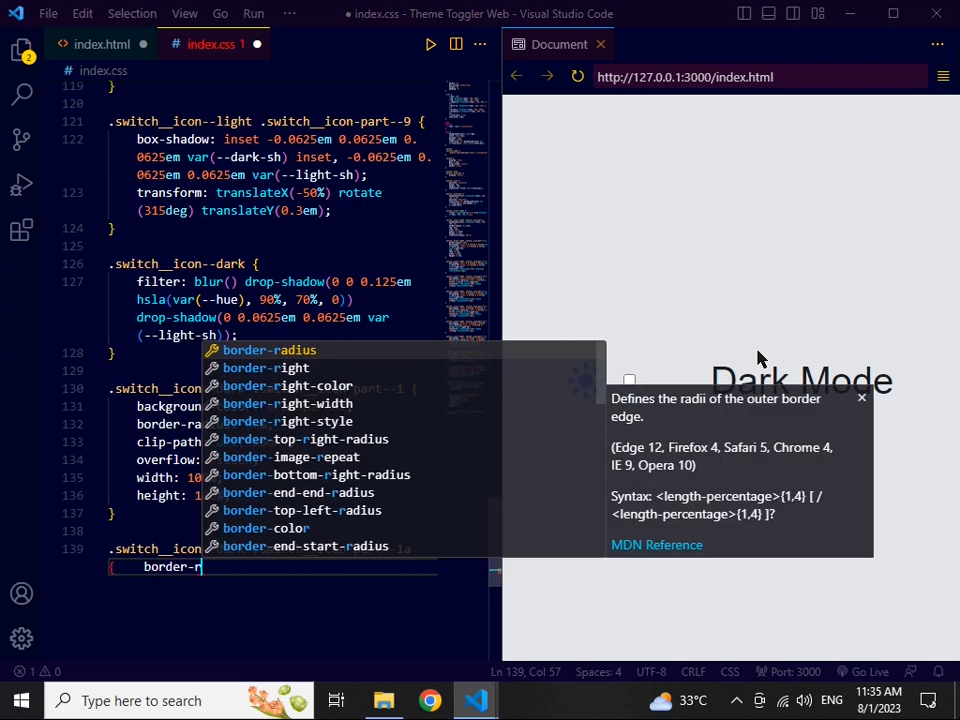 File Edit Selection View Go Run ··· ● index.css - Theme Toggler Web - Visual Studio Code
<> index.html ●
# index.css 1 ●
Document
# index.css
http://127.0.0.1:3000/index.html
119 }
120
121 .switch__icon--light .switch__icon-part--9 {
122 box-shadow: inset -0.0625em 0.0625em 0.
0625em var(--dark-sh) inset, -0.0625em 0.
0625em 0.0625em var(--light-sh);
123 transform: translateX(-50%) rotate
(315deg) translateY(0.3em);
124 }
125
126 .switch__icon--dark {
127 filter: blur() drop-shadow(0 0 0.125em
hsla(var(--hue), 90%, 70%, 0))
drop-shadow(0 0.0625em 0.0625em var
(--light-sh));
128 }
129
130 .switch__icon
131 background
132 border-ra
133 clip-path
134 overflow:
135 width: 10
136 height: 1
137 }
138
139 .switch__icon
{ border-r
border-radius
border-right
border-right-color
border-right-width
border-right-style
border-top-right-radius
border-image-repeat
border-bottom-right-radius
border-end-end-radius
border-top-left-radius
border-color
border-end-start-radius
Defines the radii of the outer border
edge.
(Edge 12, Firefox 4, Safari 5, Chrome 4,
IE 9, Opera 10)
Syntax: <length-percentage>{1,4} [ /
<length-percentage>{1,4} ]?
MDN Reference
Dark Mode
2
1 0
Ln 139, Col 57 Spaces: 4 UTF-8 CRLF CSS Port: 3000 Go Live
Type here to search
33°C
ENG
11:35 AM
8/1/2023